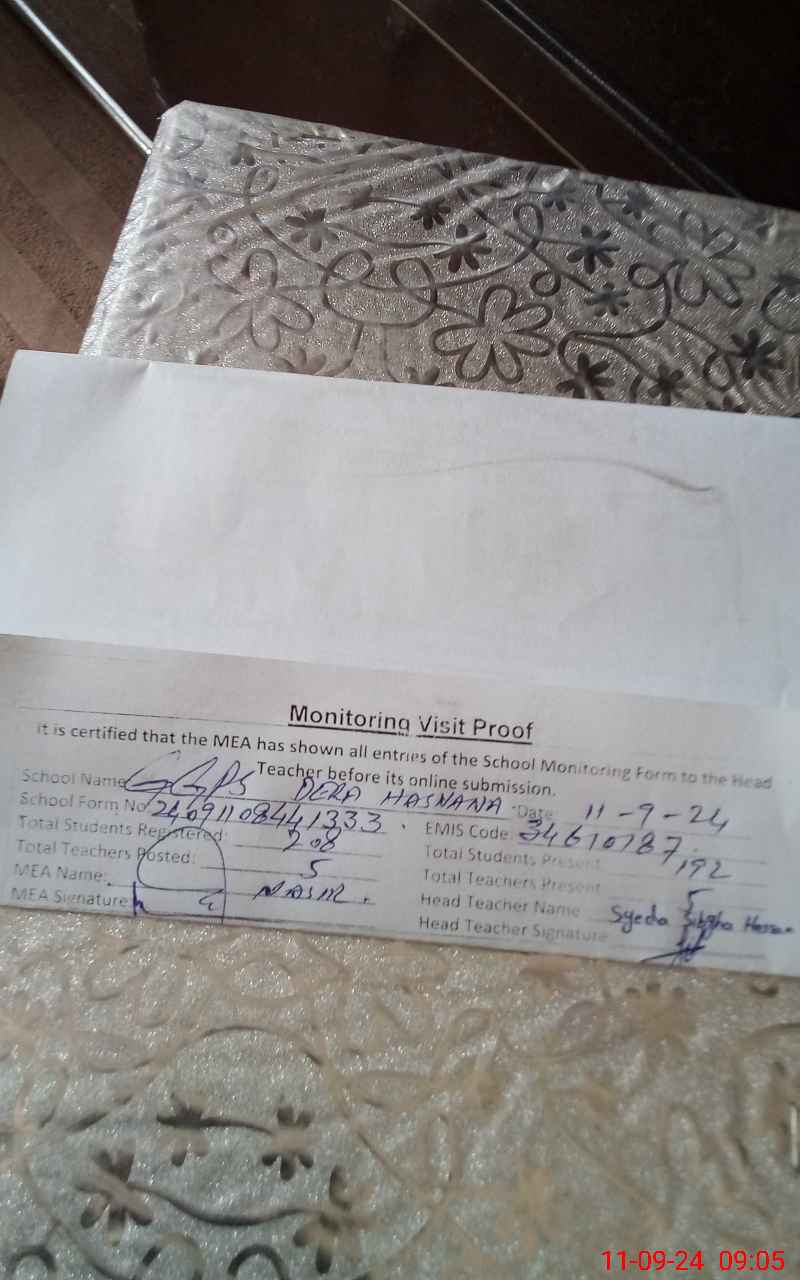 Monitoring Visit Proof
it is certified that the MEA has shown all entries of the School Monitoring Form to the Head
Teacher before its online submission.
School Name GGPS DERA HASNANA Date 11-9-24
School Form No 24091108441333 EMIS Code: 34610787
Total Students Registered: 208 Total Students Present 192
Total Teachers Posted: 5 Total Teachers Present 5
MEA Name: NASIR Head Teacher Name Syeda Hassan
MEA Signature Head Teacher Signature
11-09-24 09:05